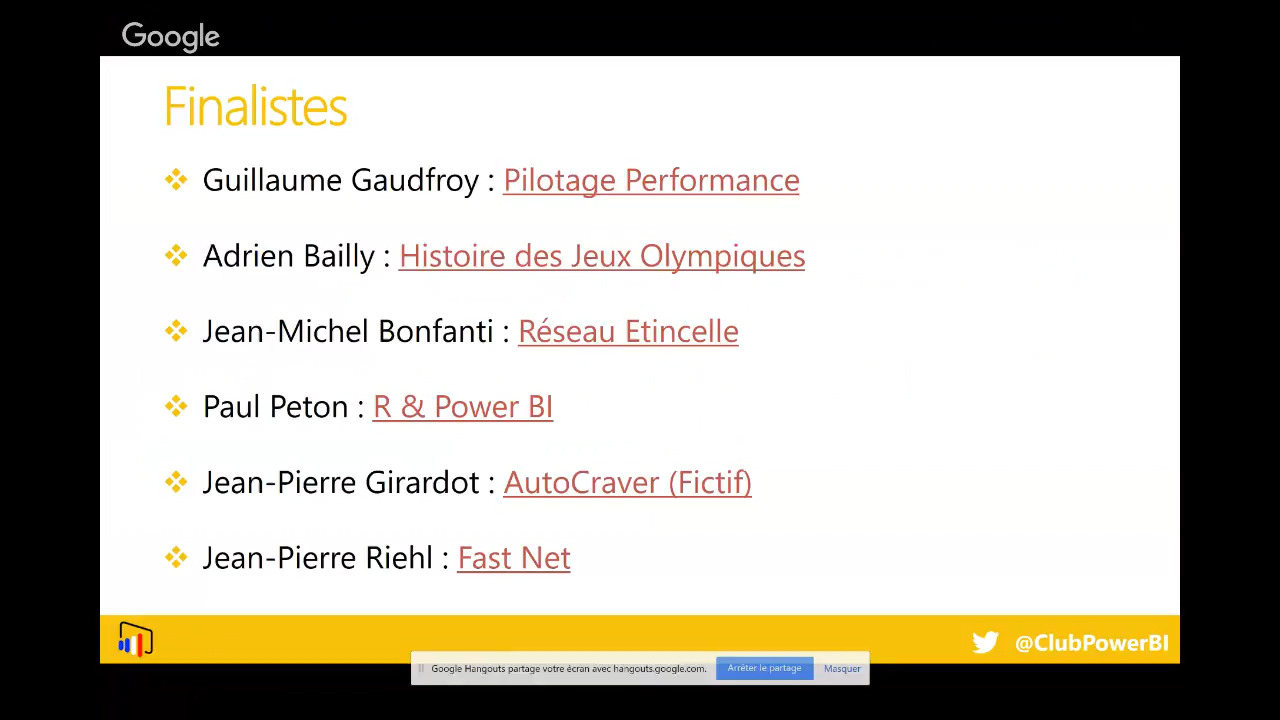 Google
Finalistes
Guillaume Gaudfroy : Pilotage Performance
Adrien Bailly : Histoire des Jeux Olympiques
Jean-Michel Bonfanti : Réseau Etincelle
Paul Peton : R & Power BI
Jean-Pierre Girardot : AutoCraver (Fictif)
Jean-Pierre Riehl : Fast Net
@ClubPowerBI
Google Hangouts partage votre écran avec hangouts.google.com. Arrêter le partage Masquer